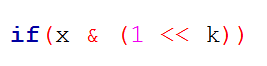 if(x & (1 << k))